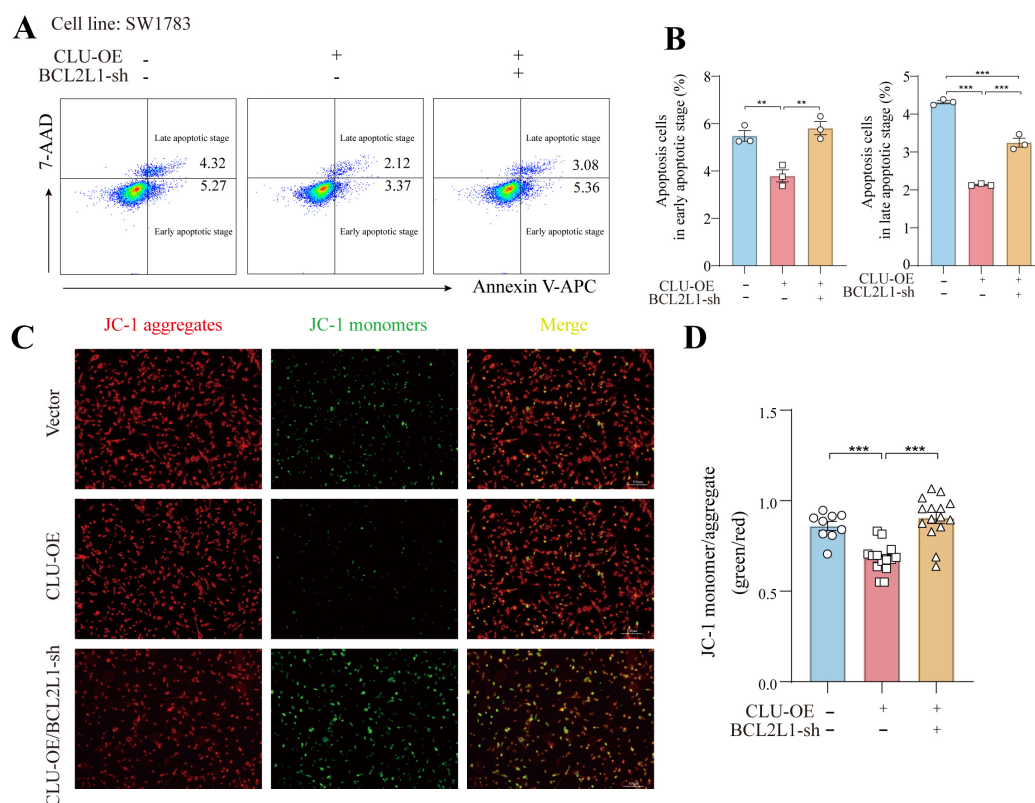 A
Cell line: SW1783
CLU-OE - + +
BCL2L1-sh - - +
7-AAD
Late apoptotic stage
4.32
5.27
Early apoptotic stage
Late apoptotic stage
2.12
3.37
Early apoptotic stage
Late apoptotic stage
3.08
5.36
Early apoptotic stage
Annexin V-APC
B
Apoptosis cells
in early apoptotic stage (%)
8
6
4
2
0
** **
CLU-OE - + +
BCL2L1-sh - - +
Apoptosis cells
in late apoptotic stage (%)
5
4
3
2
1
0
***
*** ***
CLU-OE - + +
BCL2L1-sh - - +
C
JC-1 aggregates JC-1 monomers Merge
Vector
CLU-OE
CLU-OE/BCL2L1-sh
D
JC-1 monomer/aggregate
(green/red)
1.5
1.0
0.5
0.0
*** ***
CLU-OE - + +
BCL2L1-sh - - +